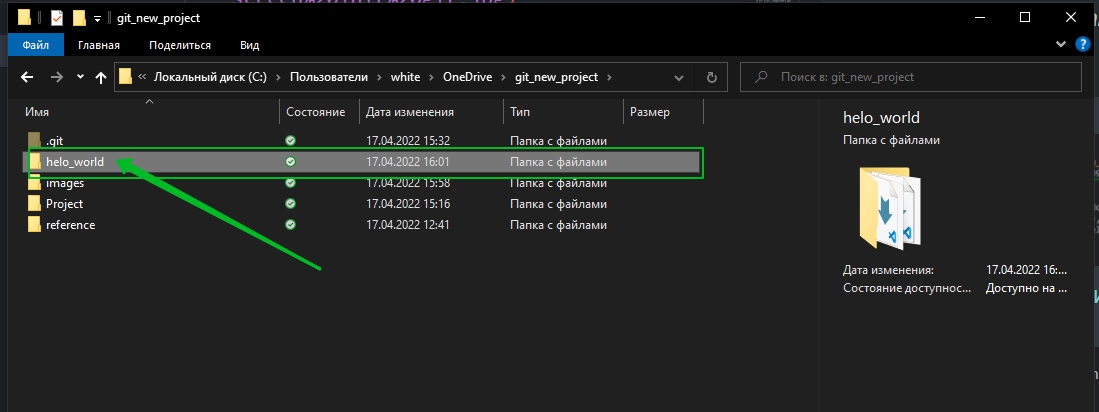 git_new_project
Файл Главная Поделиться Вид
Локальный диск (C:) Пользователи white OneDrive git_new_project Поиск в: git_new_project
Имя Состояние Дата изменения Тип Размер
.git 17.04.2022 15:32 Папка с файлами
helo_world 17.04.2022 16:01 Папка с файлами
images 17.04.2022 15:58 Папка с файлами
Project 17.04.2022 15:16 Папка с файлами
reference 17.04.2022 12:41 Папка с файлами
helo_world
Папка с файлами
Дата изменения: 17.04.2022 16:...
Состояние доступнос... Доступно на ...